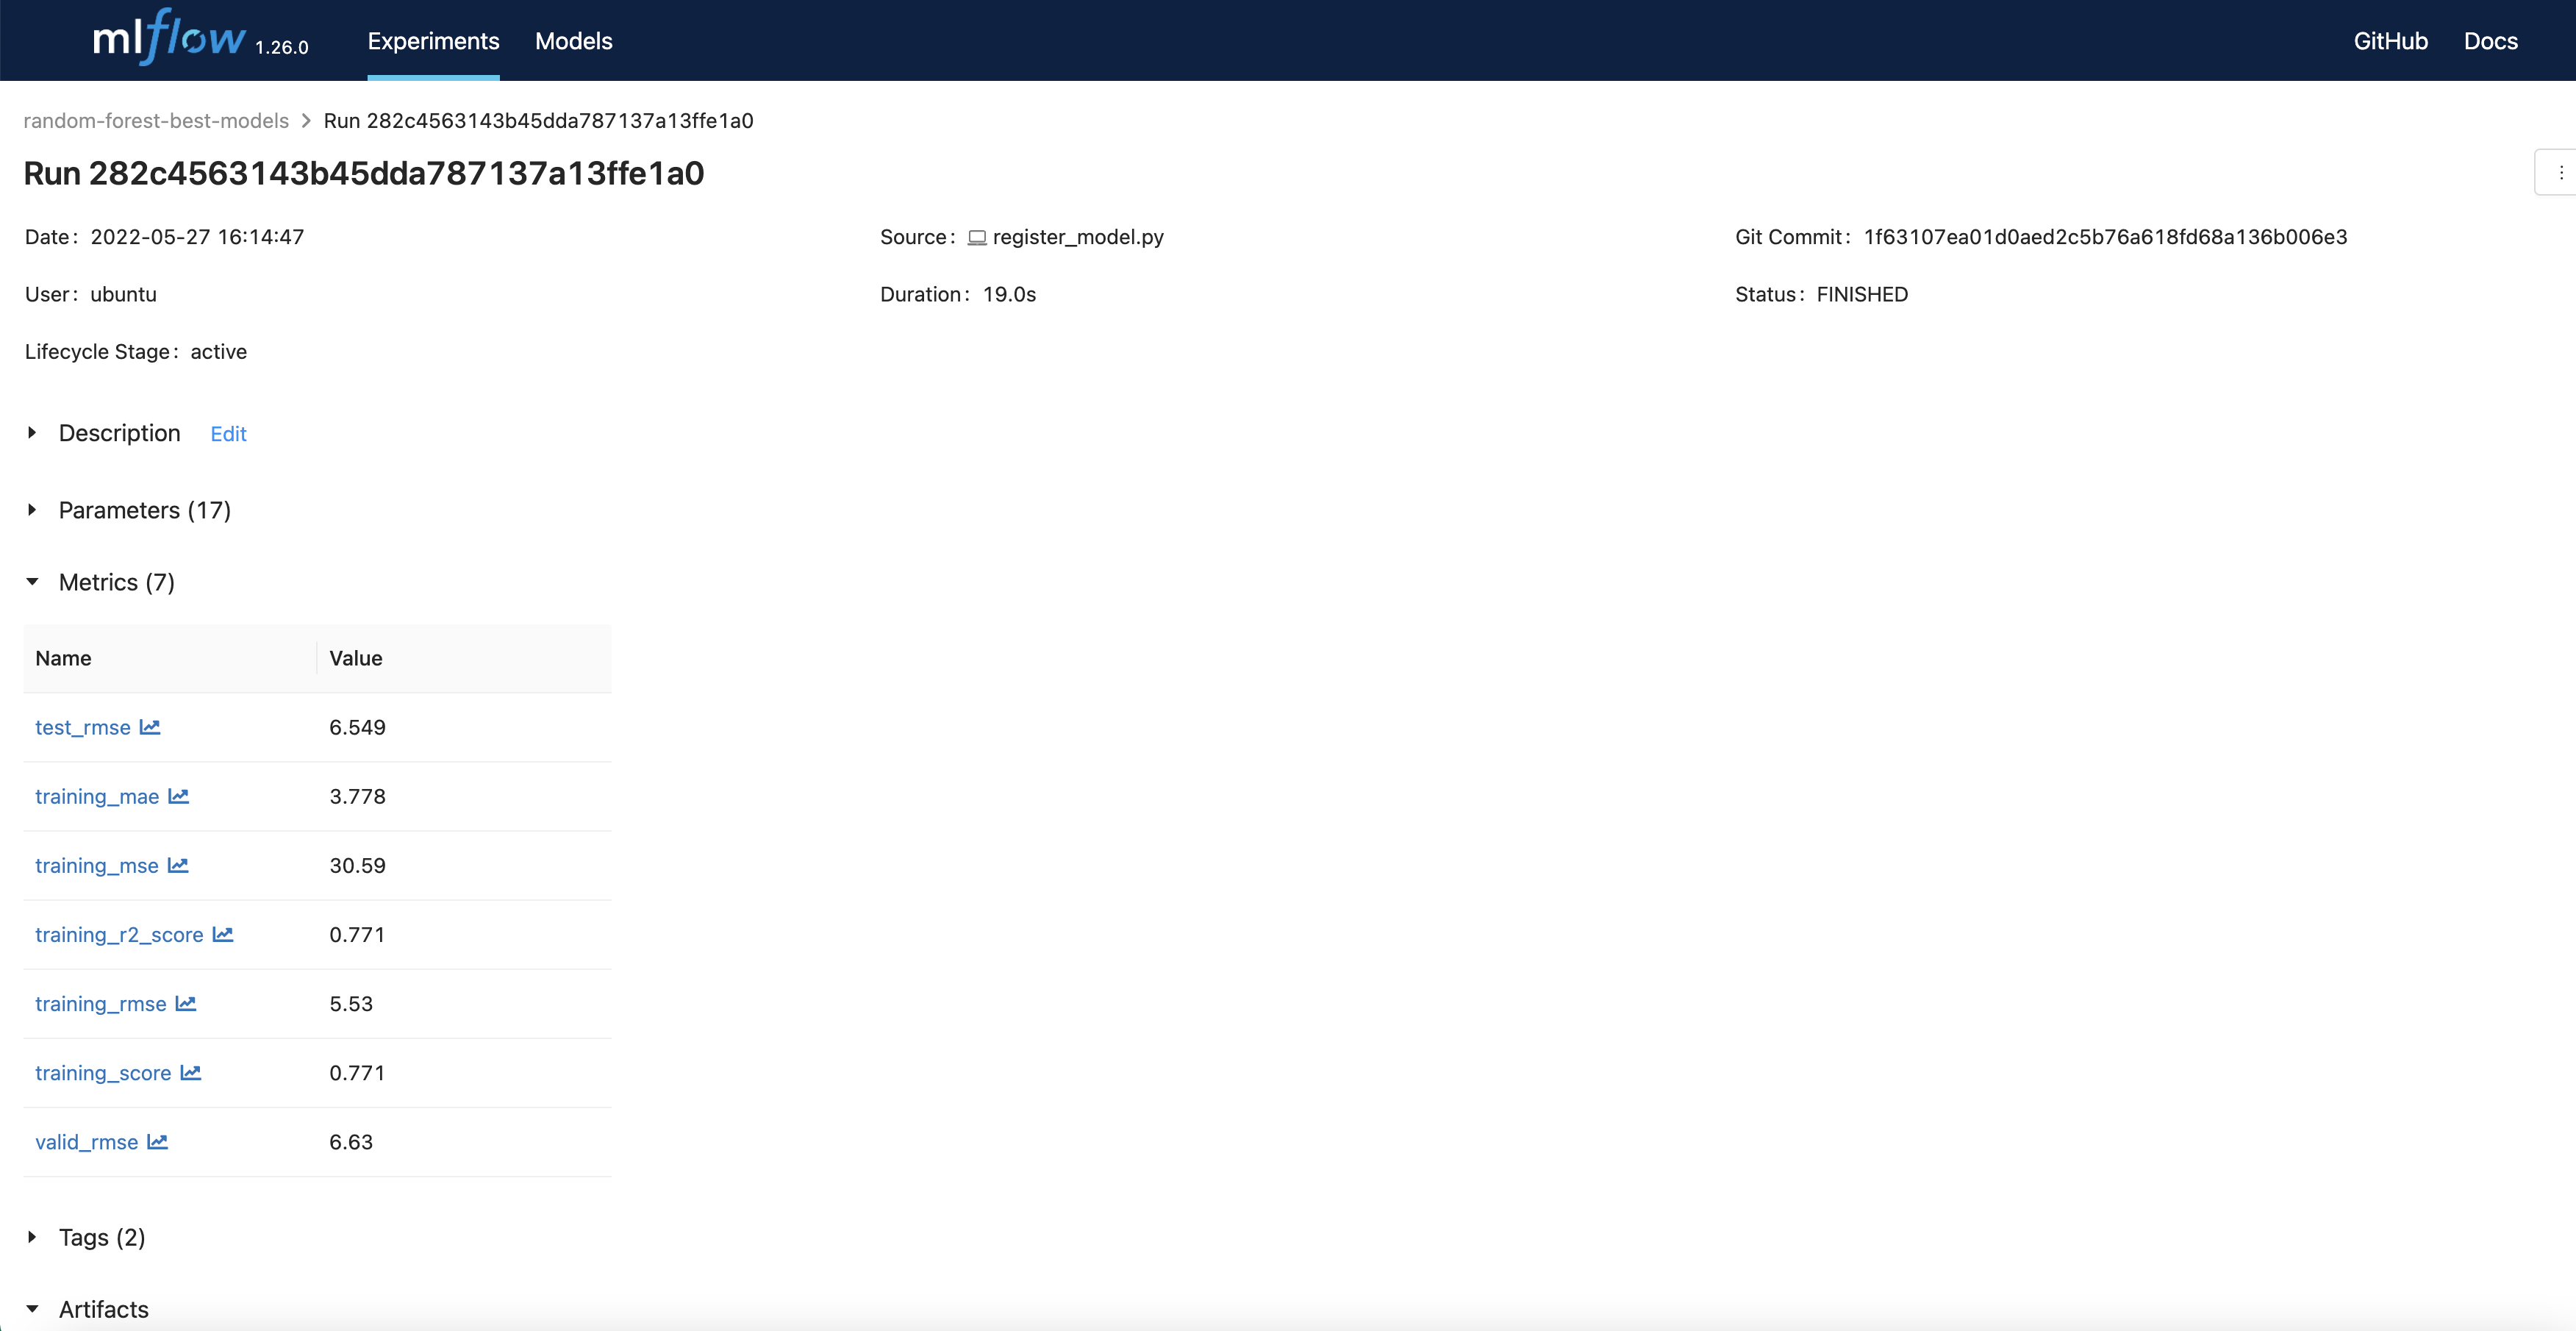 mlflow 1.26.0 Experiments Models GitHub Docs
random-forest-best-models > Run 282c4563143b45dda787137a13ffe1a0
Run 282c4563143b45dda787137a13ffe1a0
Date: 2022-05-27 16:14:47 Source: register_model.py Git Commit: 1f63107ea01d0aed2c5b76a618fd68a136b006e3
User: ubuntu Duration: 19.0s Status: FINISHED
Lifecycle Stage: active
Description Edit
Parameters (17)
Metrics (7)
Name Value
test_rmse 6.549
training_mae 3.778
training_mse 30.59
training_r2_score 0.771
training_rmse 5.53
training_score 0.771
valid_rmse 6.63
Tags (2)
Artifacts